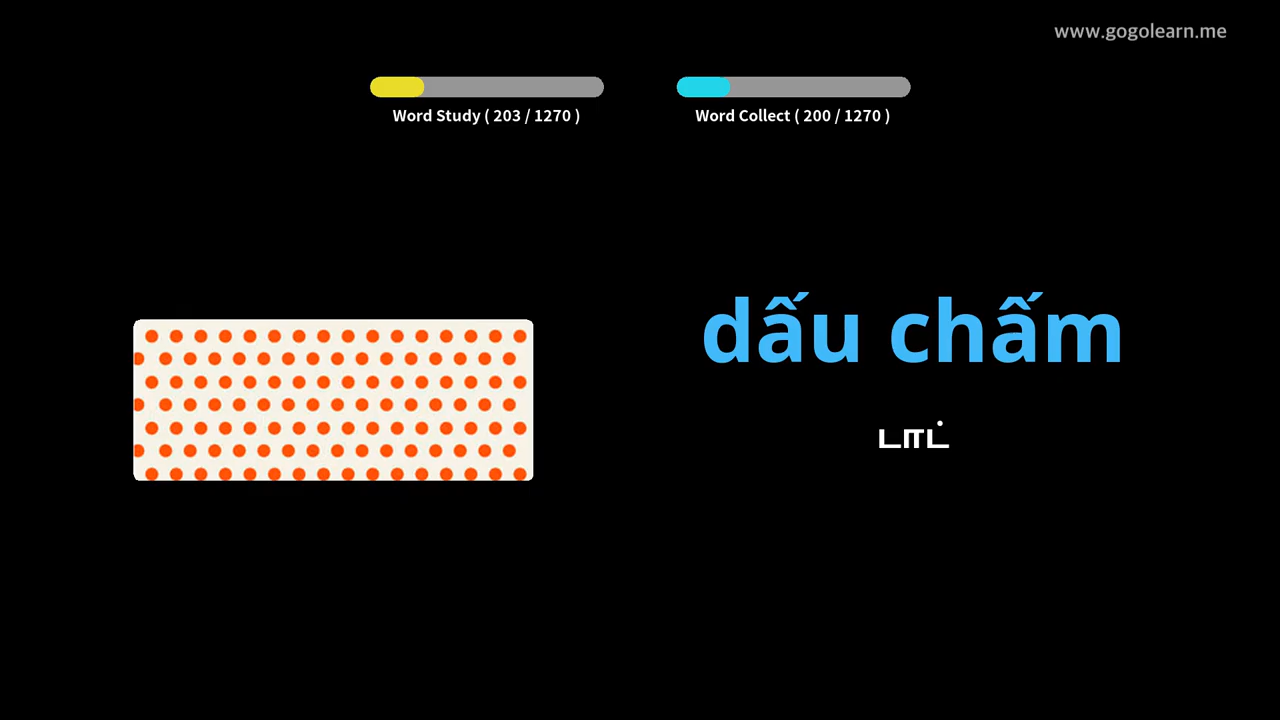 www.gogolearn.me
Word Study ( 203 / 1270 )
Word Collect ( 200 / 1270 )
dấu chấm
டாட்